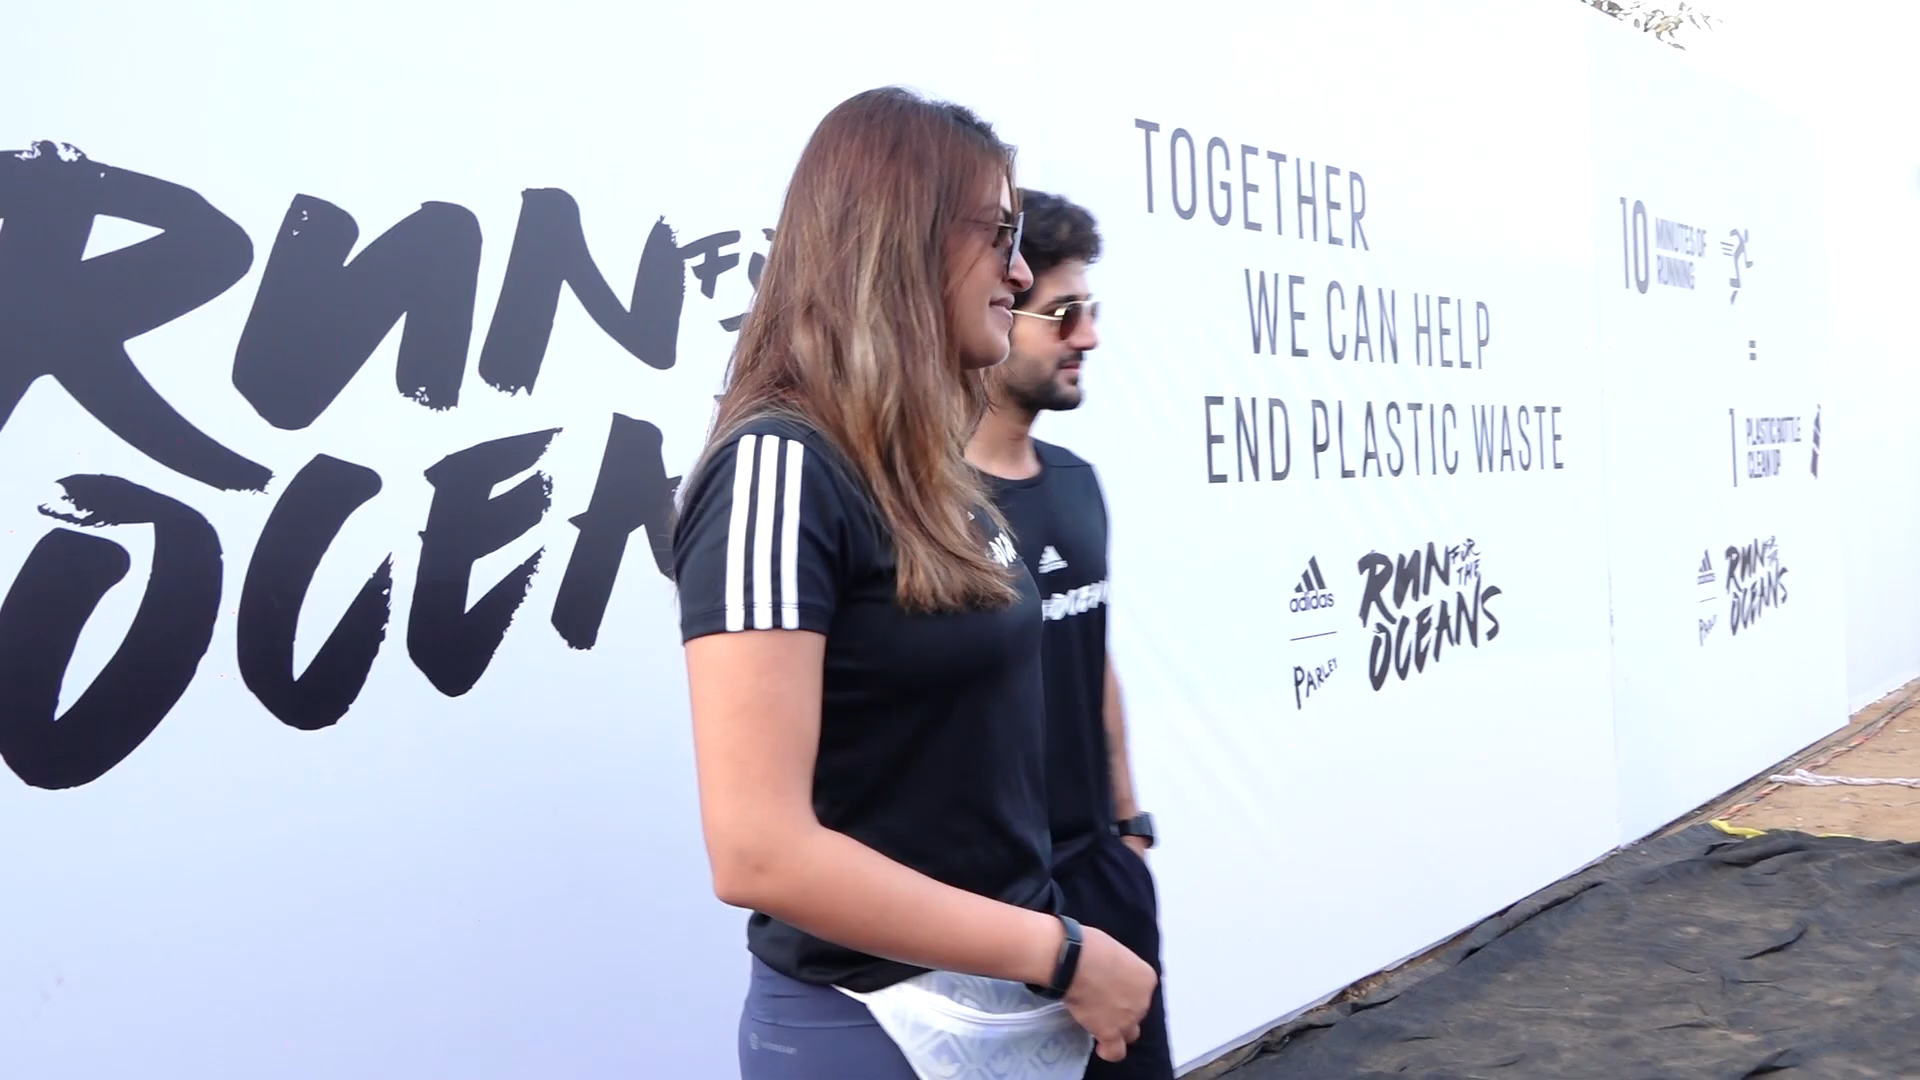 RUN
OCEA
TOGETHER
WE CAN HELP
END PLASTIC WASTE
adidas
PARLEY
RUN FOR
THE
OCEANS
10 MINUTES OF
RUNNING
=
1 PLASTIC BOTTLE
CLEAN UP
RUN FOR
THE
OCEANS